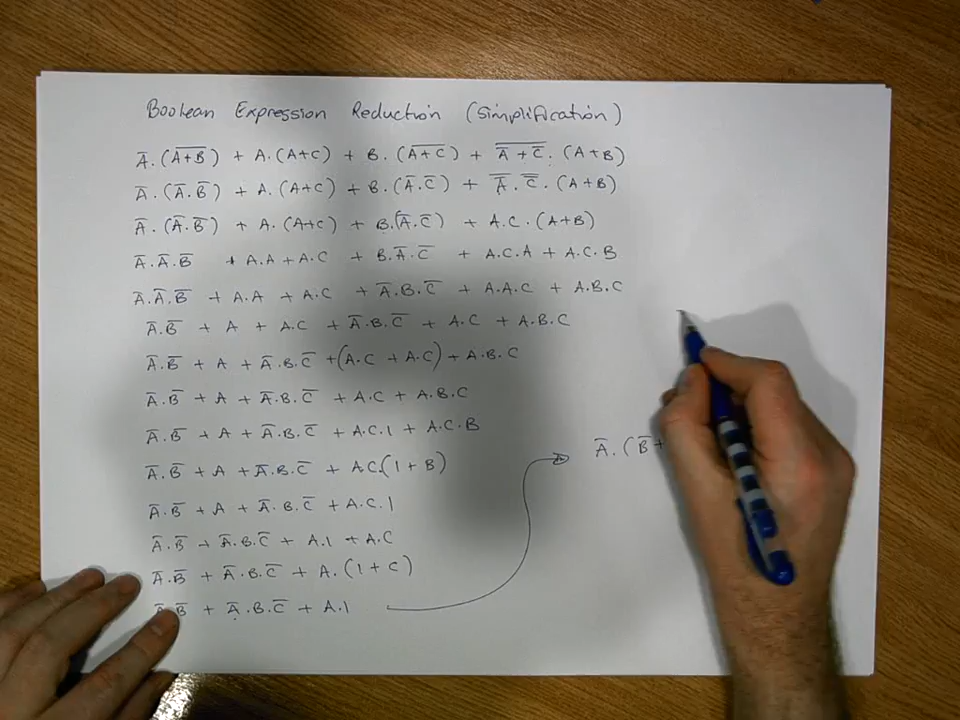 Boolean Expression Reduction (Simplification)
A̅.(A̅+̅B̅) + A.(A+C) + B.(A̅+̅C̅) + A̿ ̅+̅ C̿.(A+B)
A̅.(A̅.B̅) + A.(A+C) + B.(A̅.C̅) + A̿.C̿.(A+B)
A̅.(A̅.B̅) + A.(A+C) + B.(A̅.C̅) + A.C.(A+B)
A̅.A̅.B̅ + A.A + A.C + B.A̅.C̅ + A.C.A + A.C.B
A̅.A̅.B̅ + A.A + A.C + A̅.B.C̅ + A.A.C + A.B.C
A̅.B̅ + A + A.C + A̅.B.C̅ + A.C + A.B.C
A̅.B̅ + A + A̅.B.C̅ + (A.C + A.C) + A.B.C
A̅.B̅ + A + A̅.B.C̅ + A.C + A.B.C
A̅.B̅ + A + A̅.B.C̅ + A.C.1 + A.C.B
A̅.B̅ + A + A̅.B.C̅ + A.C.(1 + B)
A̅.B̅ + A + A̅.B.C̅ + A.C.1
A̅.B̅ + A̅.B.C̅ + A.1 + A.C
A̅.B̅ + A̅.B.C̅ + A.(1 + C)
A̅.B̅ + A̅.B.C̅ + A.1
A̅.(B̅+